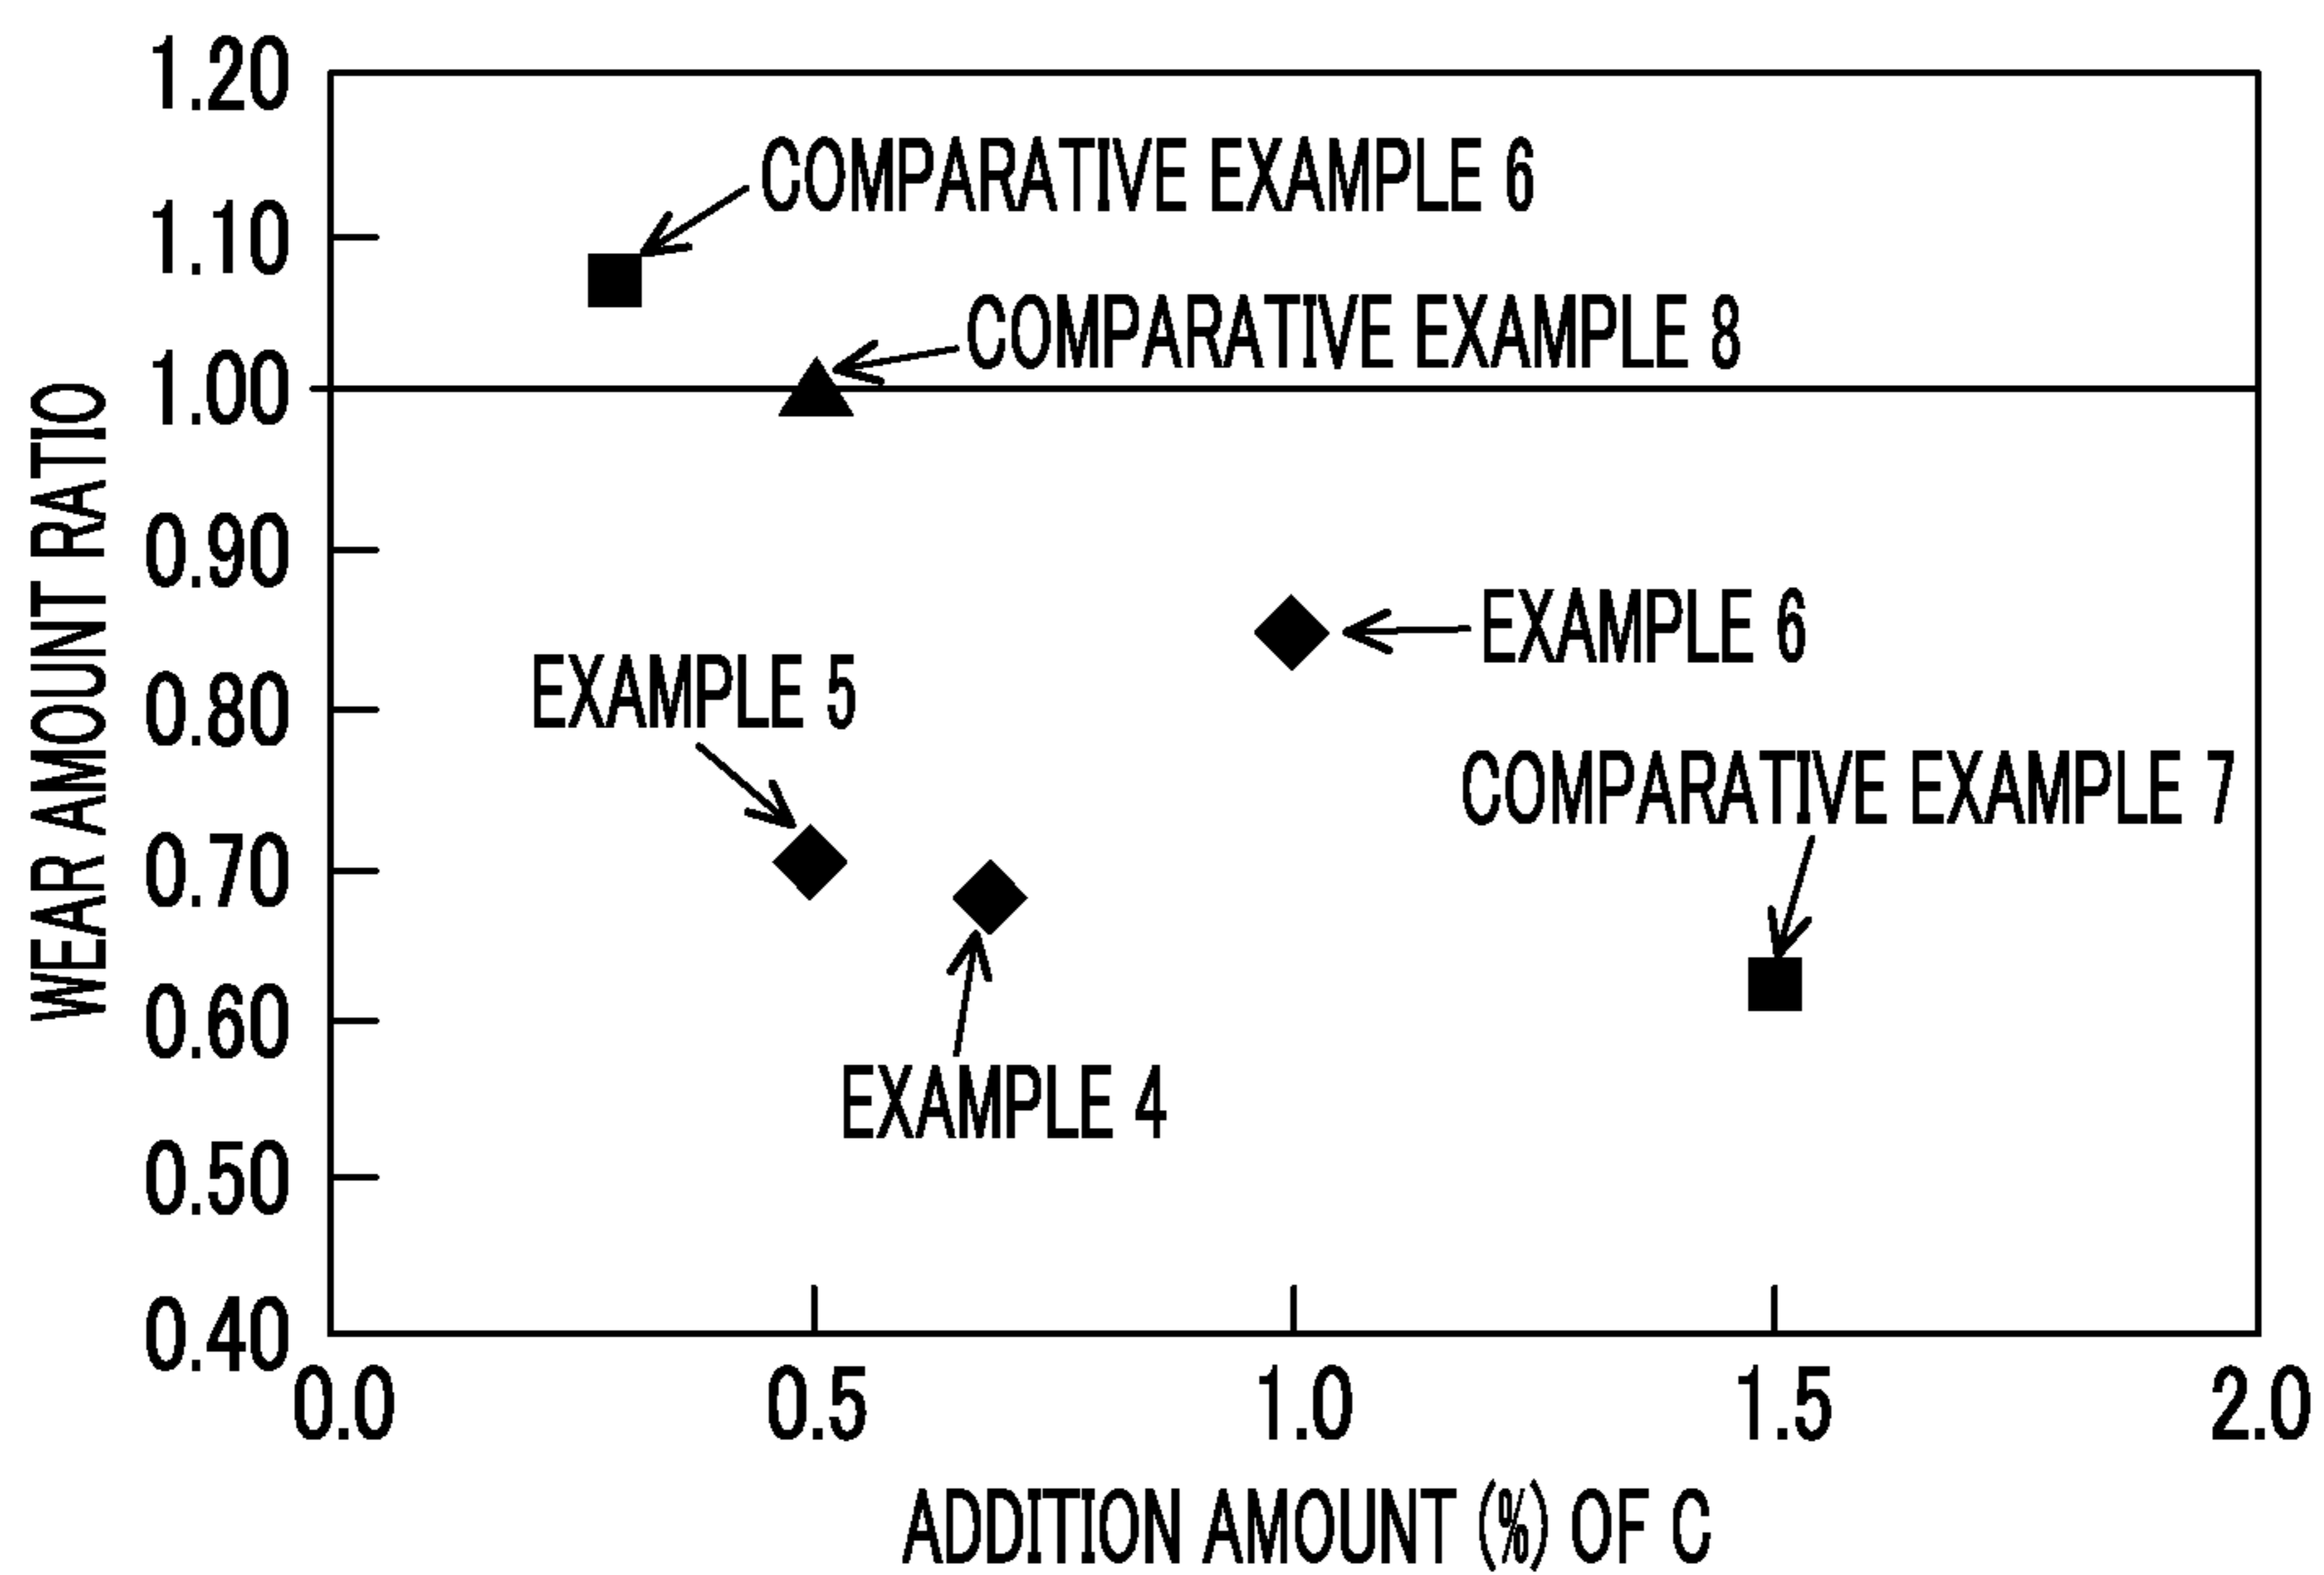 1.20
COMPARATIVE EXAMPLE 6
1.10
COMPARATIVE EXAMPLE 8
1.00
WEAR AMOUNT RATIO
0.90
EXAMPLE 6
EXAMPLE 5
0.80
COMPARATIVE EXAMPLE 7
0.70
0.60
EXAMPLE 4
0.50
0.40
0.0 0.5 1.0 1.5 2.0
ADDITION AMOUNT (%) OF C